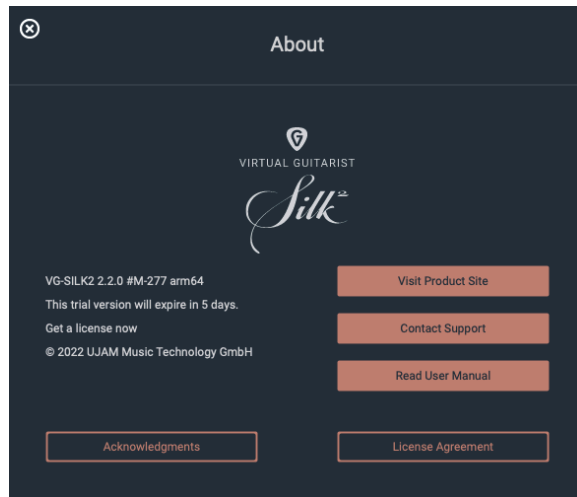 About
G
VIRTUAL GUITARIST
Silk2
VG-SILK2 2.2.0 #M-277 arm64
This trial version will expire in 5 days.
Get a license now
© 2022 UJAM Music Technology GmbH
Visit Product Site
Contact Support
Read User Manual
Acknowledgments
License Agreement